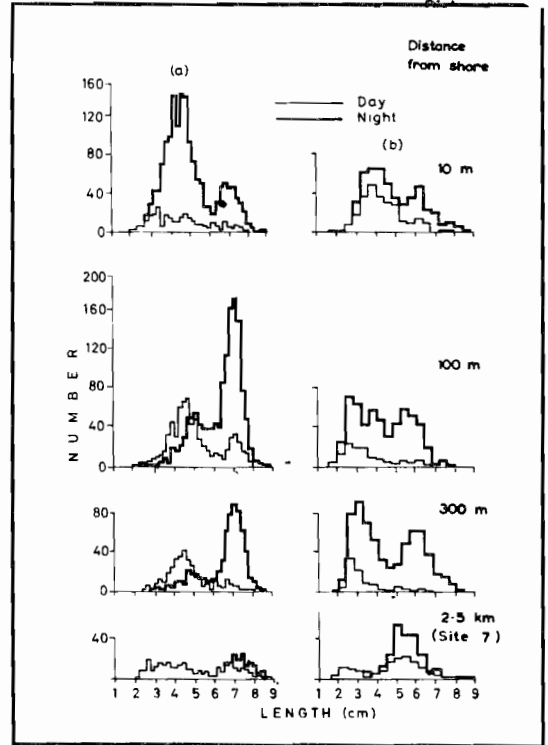 Distance
from shore
(a)
Day
Night
(b)
160
120
80
40
0
10 m
200
160
120
80
40
0
100 m
NUMBER
80
40
0
300 m
40
2·5 km
(Site 7)
1 2 3 4 5 6 7 8 9
1 2 3 4 5 6 7 8 9
LENGTH (cm)